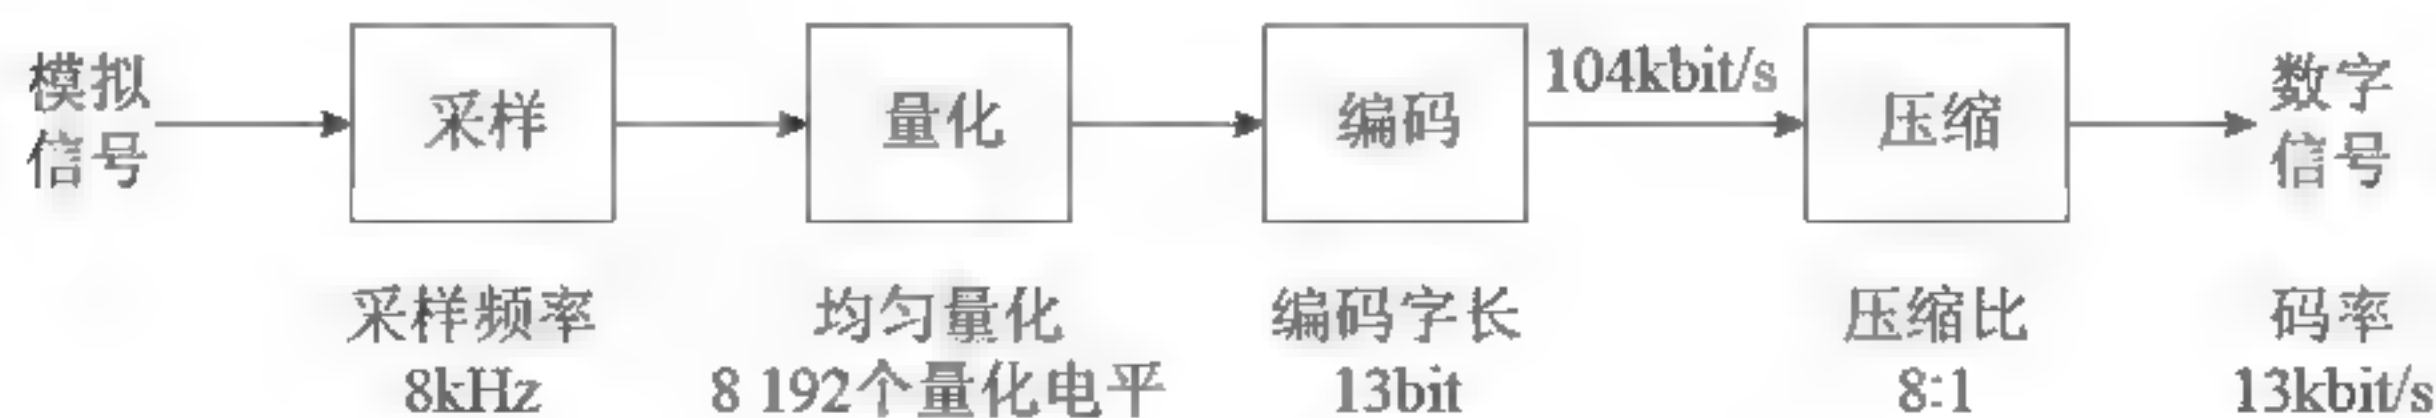 模拟
信号
采样
量化
编码
104kbit/s
压缩
数字
信号
采样频率
8kHz
均匀量化
8 192个量化电平
编码字长
13bit
压缩比
8:1
码率
13kbit/s